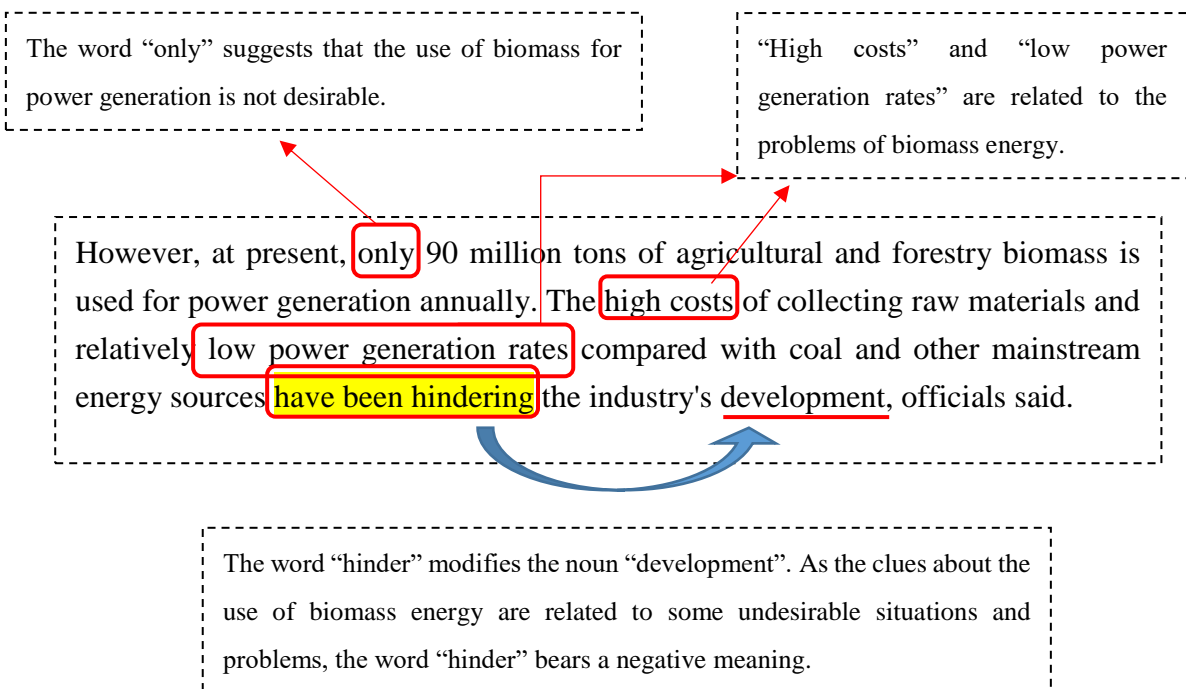 The word “only” suggests that the use of biomass for
power generation is not desirable.
“High costs” and “low power
generation rates” are related to the
problems of biomass energy.
However, at present, only 90 million tons of agricultural and forestry biomass is
used for power generation annually. The high costs of collecting raw materials and
relatively low power generation rates compared with coal and other mainstream
energy sources have been hindering the industry's development, officials said.
The word “hinder” modifies the noun “development”. As the clues about the
use of biomass energy are related to some undesirable situations and
problems, the word “hinder” bears a negative meaning.